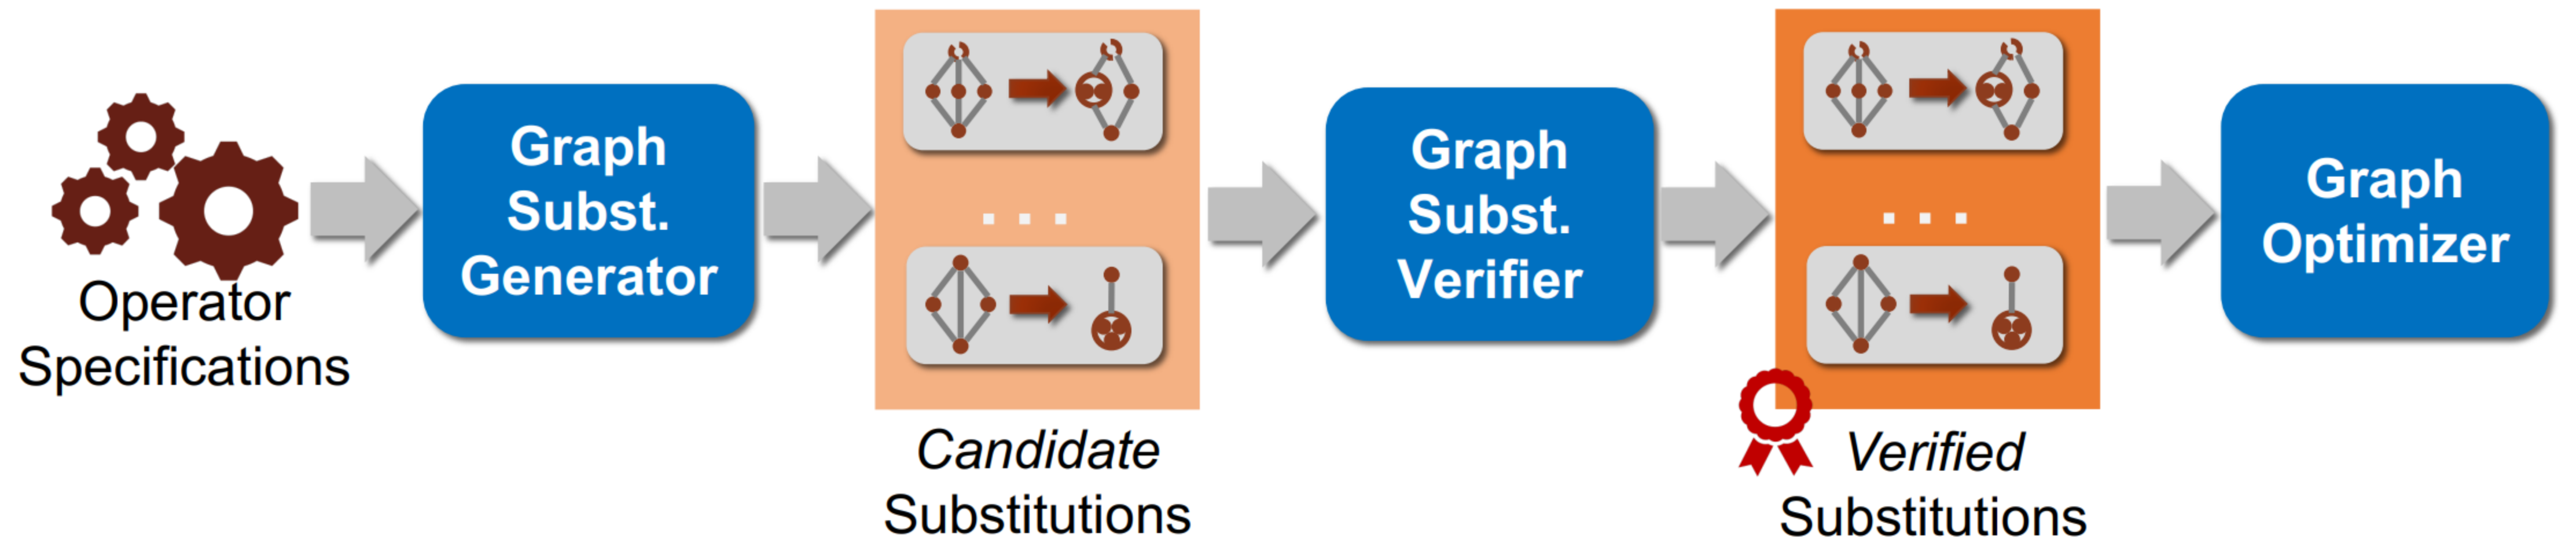 Operator
Specifications
Graph
Subst.
Generator
. . .
Candidate
Substitutions
Graph
Subst.
Verifier
. . .
Verified
Substitutions
Graph
Optimizer